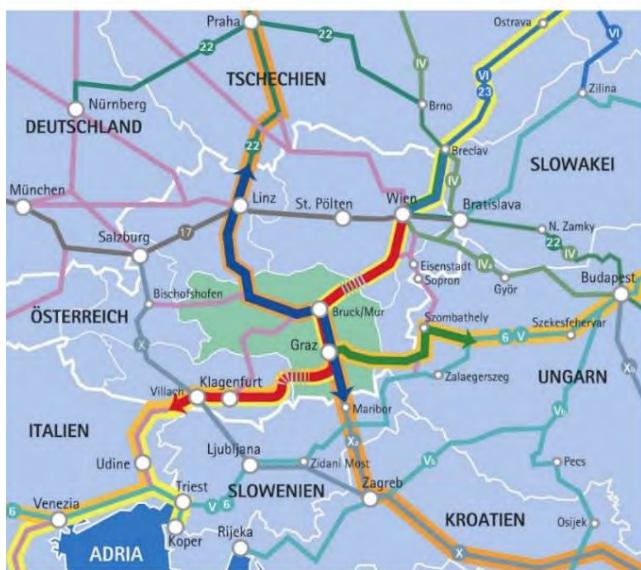 Praha
22
22
TSCHECHIEN
Ostrava
VI
VI
23
IV
Nürnberg
DEUTSCHLAND
Brno
Zilina
22
Breclav
SLOWAKEI
München
Linz
St. Pölten
Wien
IV
Bratislava
17
Salzburg
N. Zamky
22
IV
Eisenstadt
Sopron
Györ
Budapest
Bischofshofen
ÖSTERREICH
Bruck/Mur
Szombathely
Szekesfehervar
6
V
X
Graz
Zalaegerszeg
UNGARN
Villach
Klagenfurt
Maribor
ITALIEN
Ljubljana
Zidani Most
Udine
Pecs
Triest
SLOWENIEN
V
6
Zagreb
6
Venezia
Koper
Rijeka
KROATIEN
Osijek
ADRIA
X